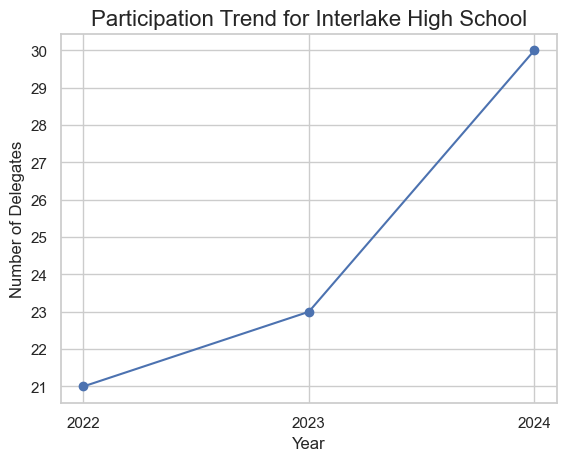 Participation Trend for Interlake High School
30
29
28
27
26
25
24
23
22
21
Number of Delegates
2022 2023 2024
Year